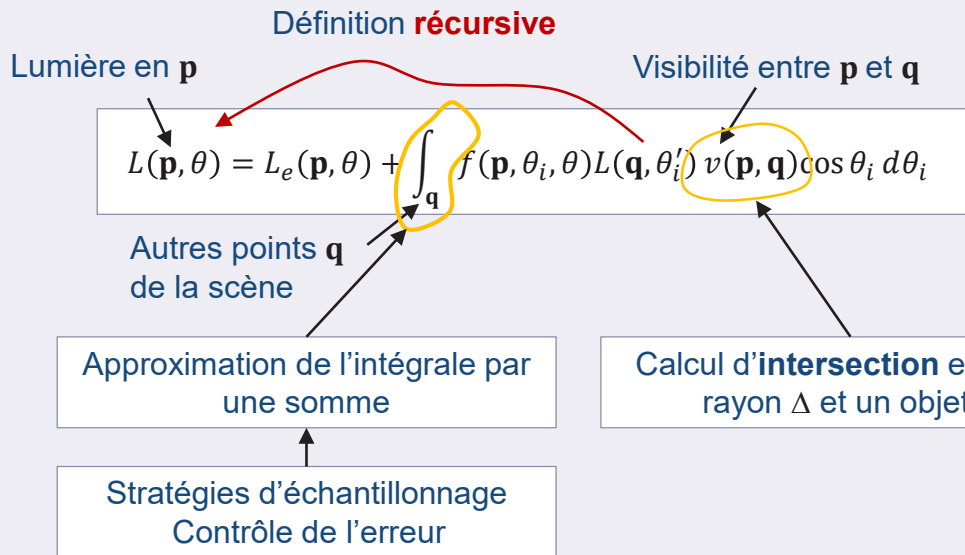 Définition récursive
Lumière en p
Visibilité entre p et q
L(p, θ) = L_e(p, θ) + ∫_q f(p, θ_i, θ)L(q, θ_i′) v(p, q)cos θ_i dθ_i
Autres points q
de la scène
Approximation de l’intégrale par
une somme
Calcul d’intersection e
rayon Δ et un objet
Stratégies d’échantillonnage
Contrôle de l’erreur